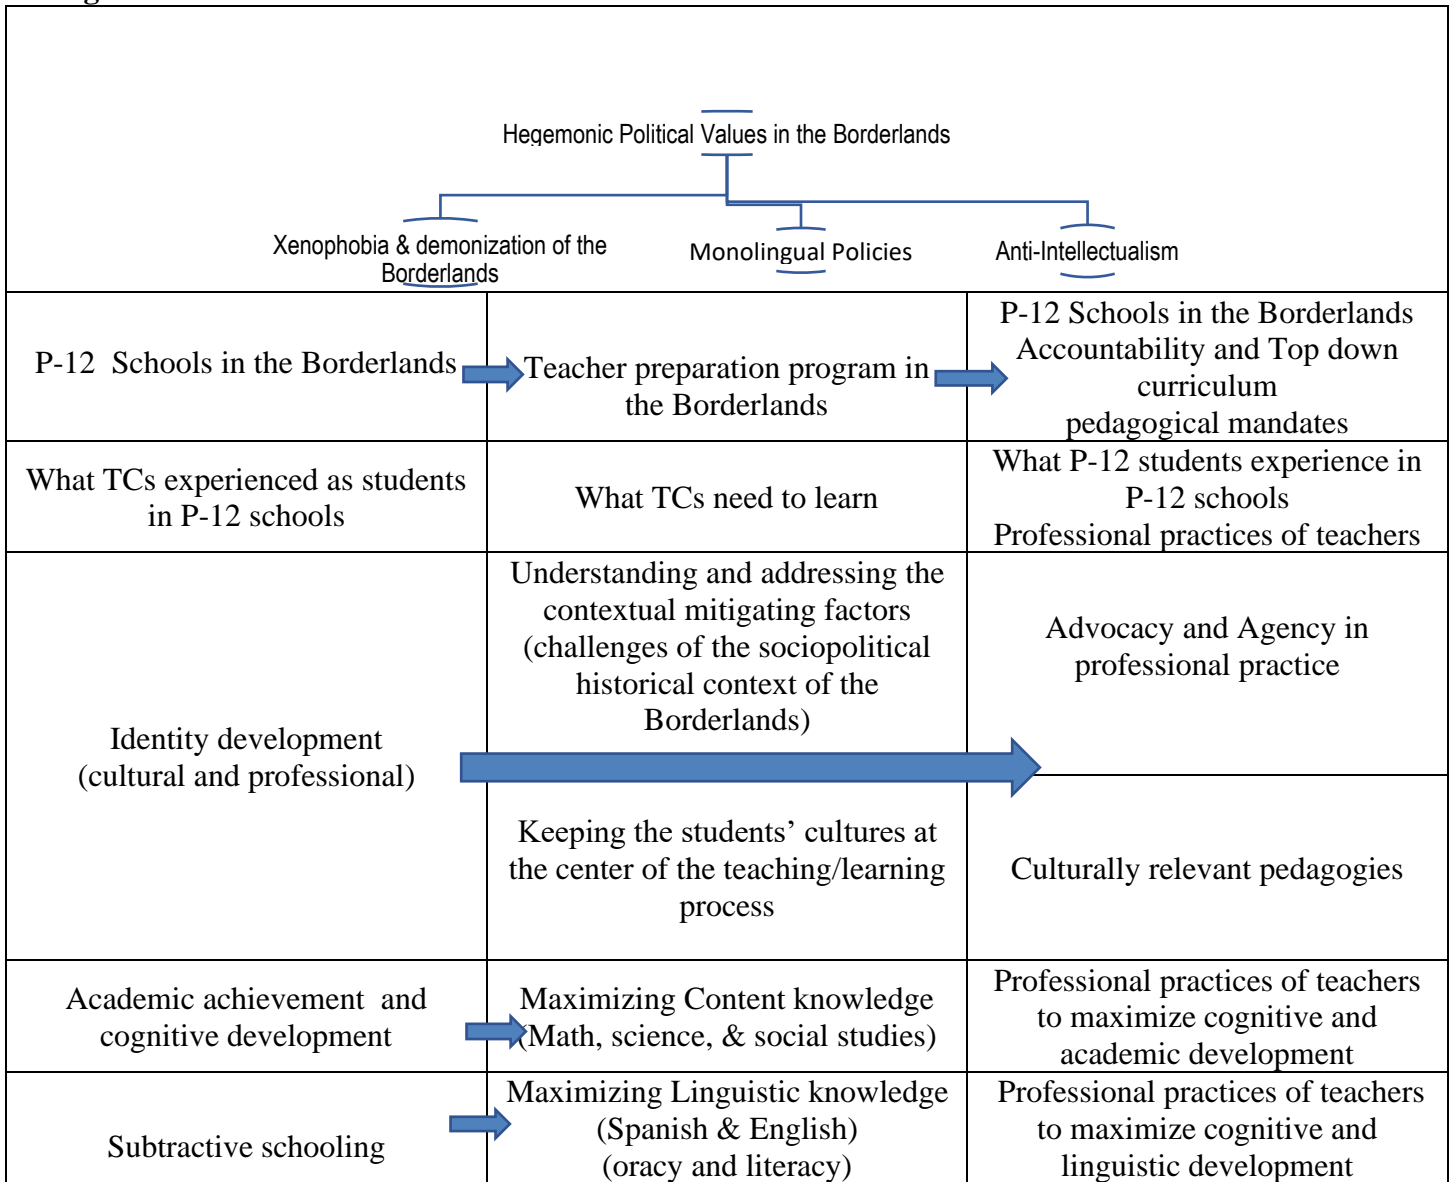 Hegemonic Political Values in the Borderlands
Xenophobia & demonization of the
Borderlands
Monolingual Policies
Anti-Intellectualism
P-12  Schools in the Borderlands
Teacher preparation program in
the Borderlands
P-12 Schools in the Borderlands
Accountability and Top down
curriculum
pedagogical mandates
What TCs experienced as students
in P-12 schools
What TCs need to learn
What P-12 students experience in
P-12 schools
Professional practices of teachers
Identity development
(cultural and professional)
Understanding and addressing the
contextual mitigating factors
(challenges of the sociopolitical
historical context of the
Borderlands)
Keeping the students’ cultures at
the center of the teaching/learning
process
Advocacy and Agency in
professional practice
Culturally relevant pedagogies
Academic achievement  and
cognitive development
Maximizing Content knowledge
(Math, science, & social studies)
Professional practices of teachers
to maximize cognitive and
academic development
Subtractive schooling
Maximizing Linguistic knowledge
(Spanish & English)
(oracy and literacy)
Professional practices of teachers
to maximize cognitive and
linguistic development